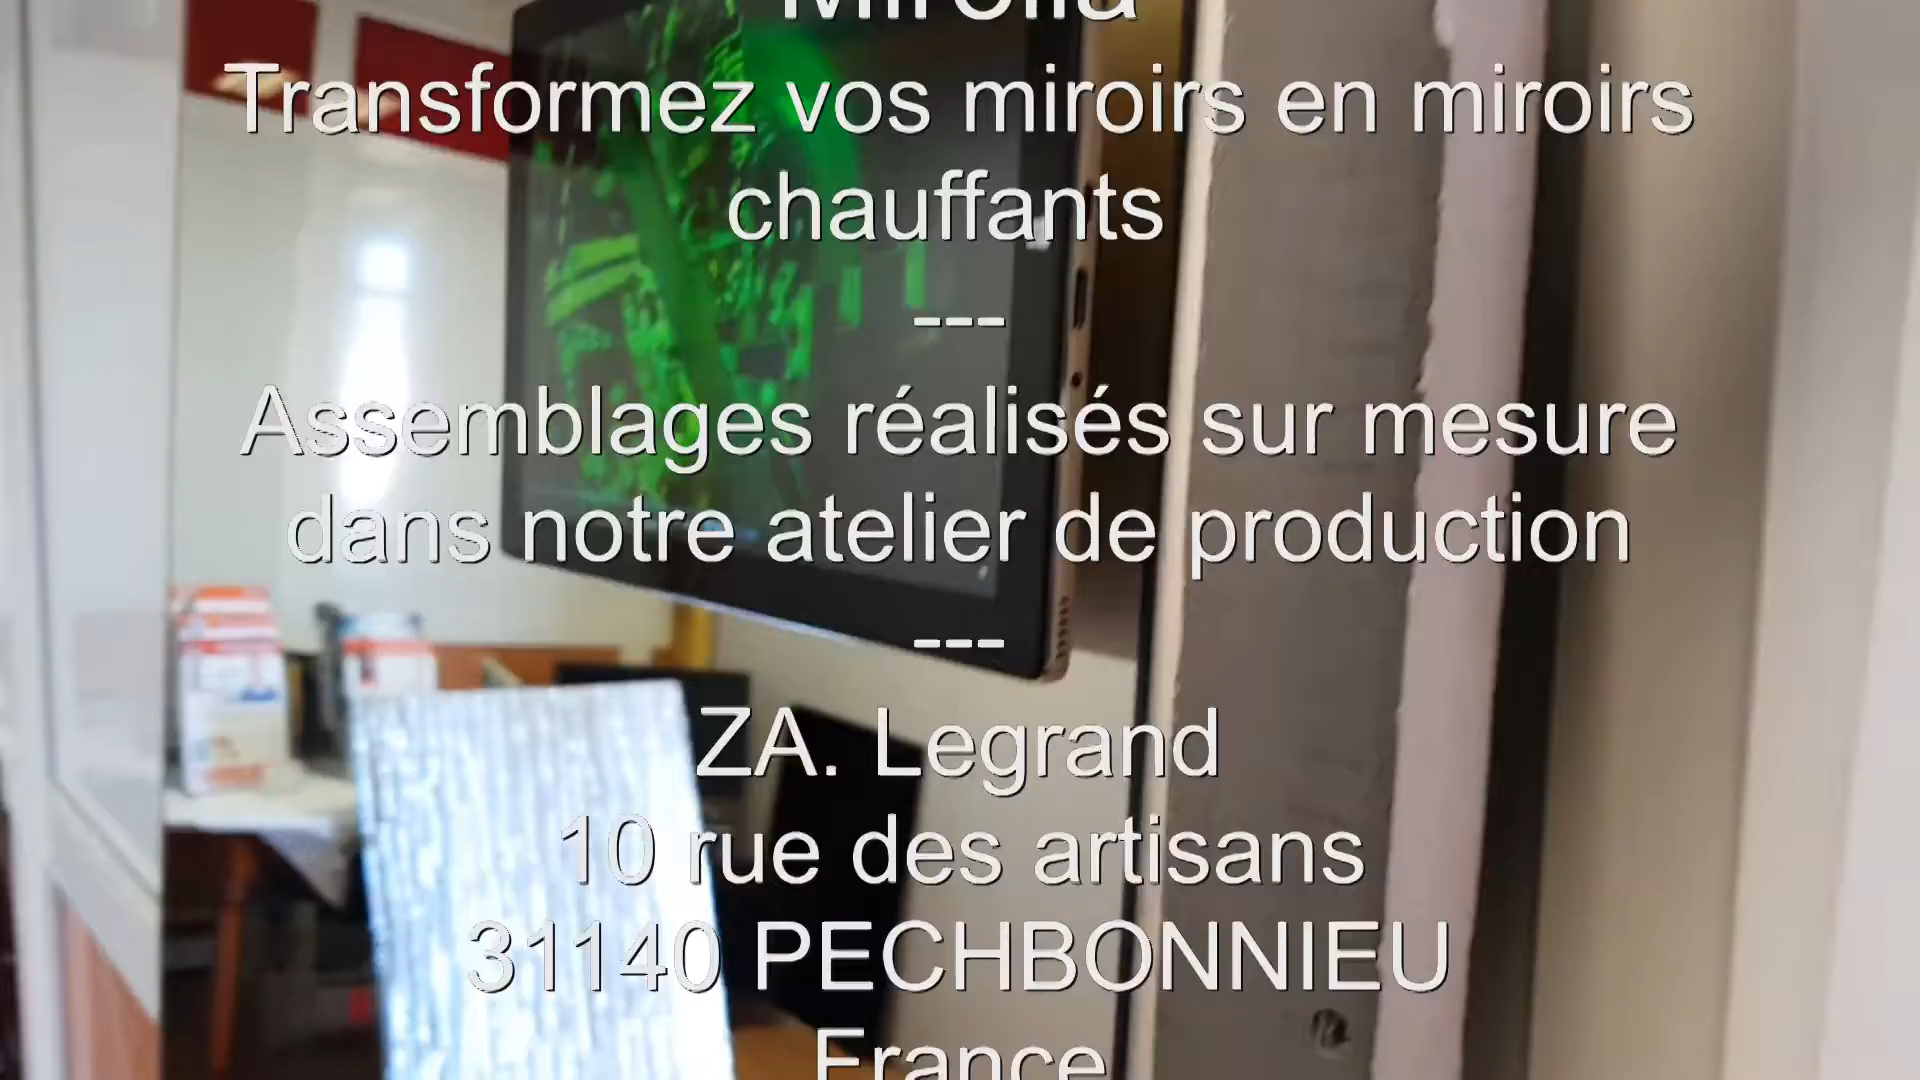 Transformez vos miroirs en miroirs
chauffants
---
Assemblages réalisés sur mesure
dans notre atelier de production
---
ZA. Legrand
10 rue des artisans
31140 PECHBONNIEU
France